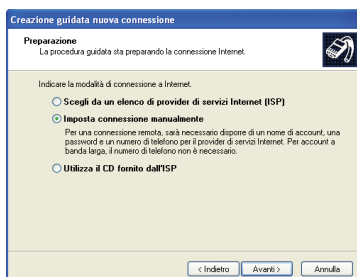 Creazione guidata nuova connessione
Preparazione
La procedura guidata sta preparando la connessione Internet.
Indicare la modalità di connessione a Internet.
Scegli da un elenco di provider di servizi Internet (ISP)
Imposta connessione manualmente
Per una connessione remota, sarà necessario disporre di un nome di account, una
password e un numero di telefono per il provider di servizi Internet. Per account a
banda larga, il numero di telefono non è necessario.
Utilizza il CD fornito dall'ISP
< Indietro Avanti > Annulla